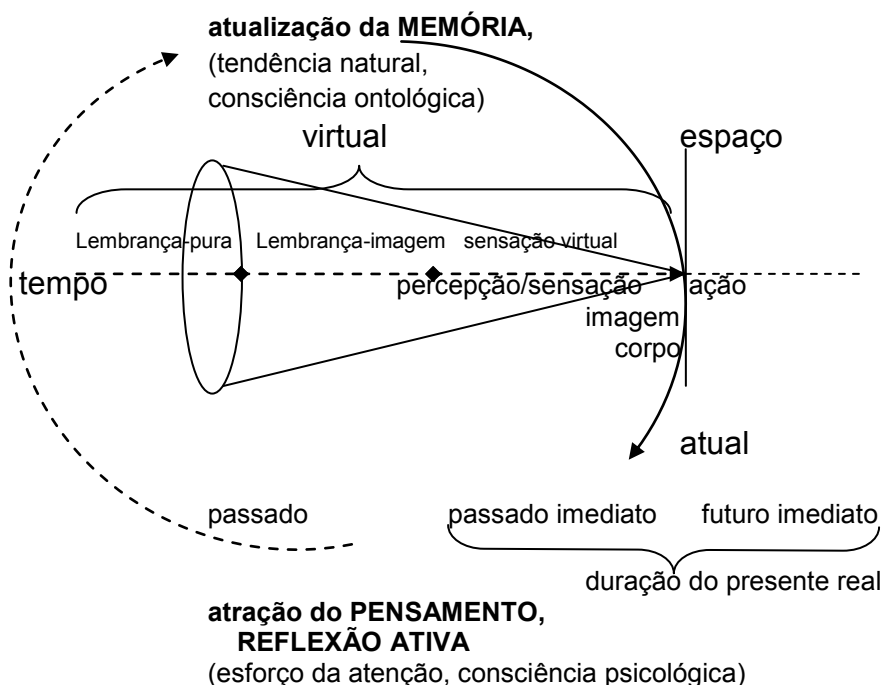 atualização da MEMÓRIA,
(tendência natural,
consciência ontológica)
virtual
espaço
Lembrança-pura
Lembrança-imagem
sensação virtual
tempo
percepção/sensação
ação
imagem
corpo
atual
passado
passado imediato
futuro imediato
duração do presente real
atração do PENSAMENTO,
REFLEXÃO ATIVA
(esforço da atenção, consciência psicológica)